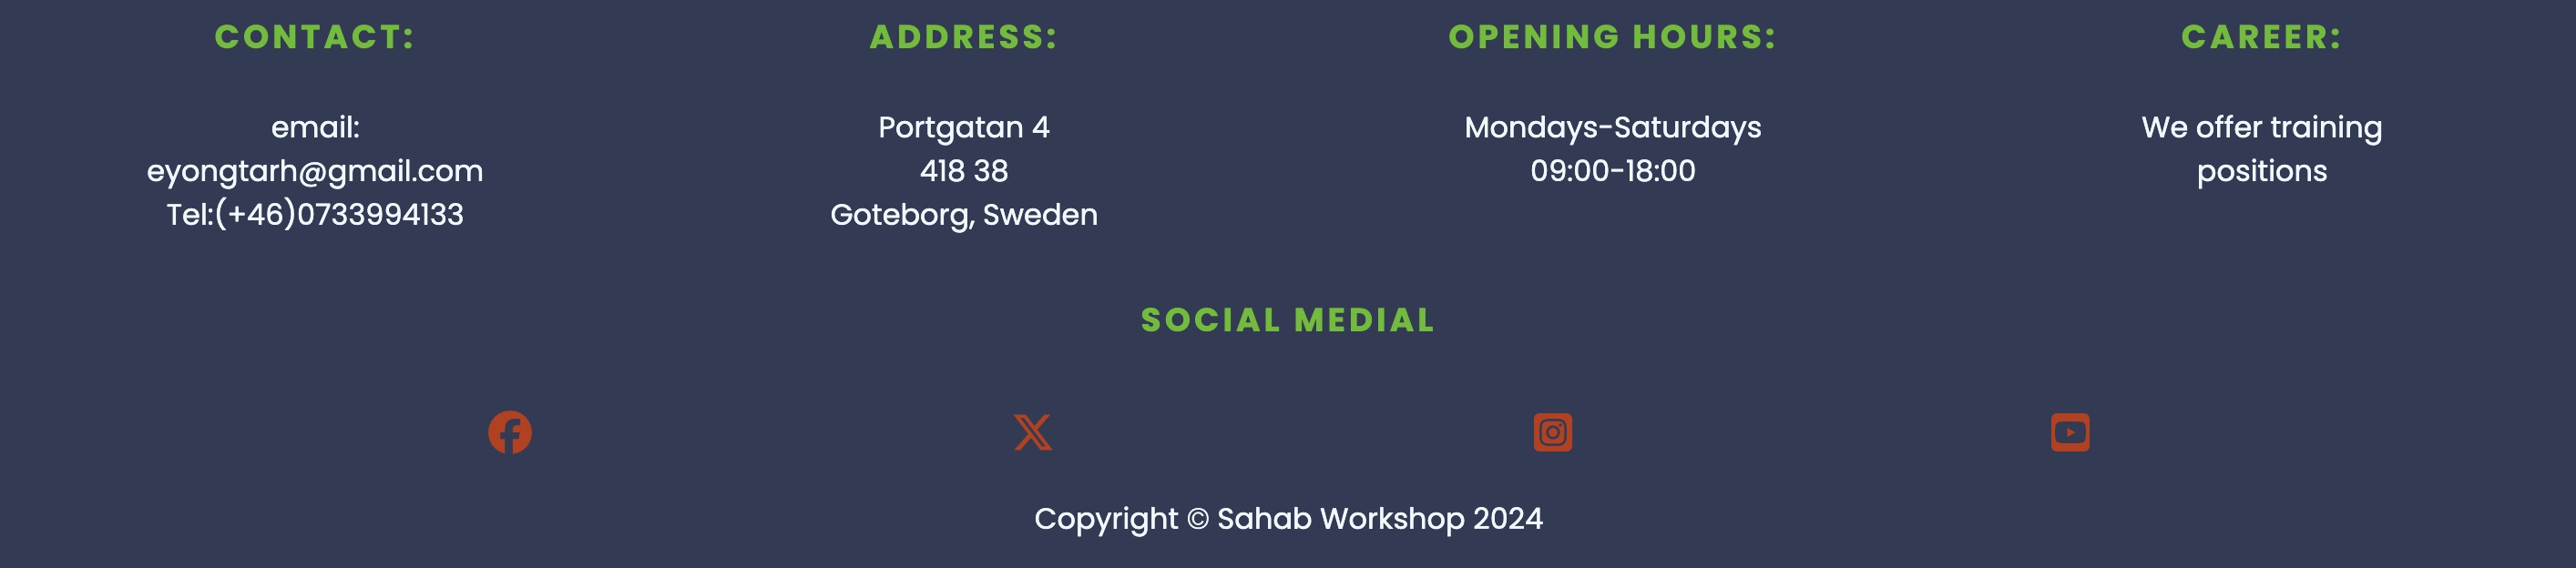 CONTACT:
email:
eyongtarh@gmail.com
Tel:(+46)0733994133
ADDRESS:
Portgatan 4
418 38
Goteborg, Sweden
OPENING HOURS:
Mondays-Saturdays
09:00-18:00
CAREER:
We offer training
positions
SOCIAL MEDIAL
Copyright © Sahab Workshop 2024